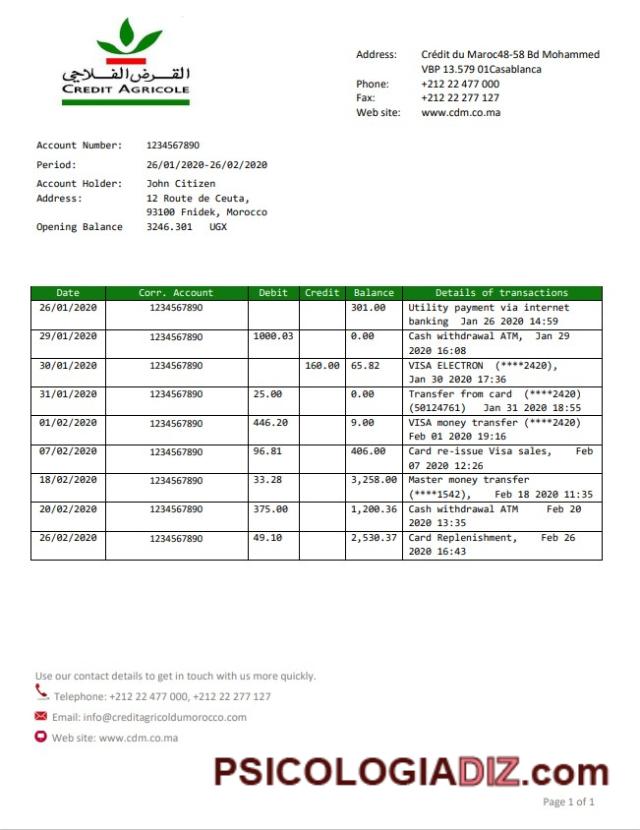 القرض الفلاحي
CREDIT AGRICOLE
Address: Crédit du Maroc48-58 Bd Mohammed
VBP 13.579 01Casablanca
Phone: +212 22 477 000
Fax: +212 22 277 127
Web site: www.cdm.co.ma
Account Number: 1234567890
Period: 26/01/2020-26/02/2020
Account Holder: John Citizen
Address: 12 Route de Ceuta,
93100 Fnidek, Morocco
Opening Balance 3246.301 UGX
Date Corr. Account Debit Credit Balance Details of transactions
26/01/2020 1234567890 301.00 Utility payment via internet
banking Jan 26 2020 14:59
29/01/2020 1234567890 1000.03 0.00 Cash withdrawal ATM, Jan 29
2020 16:08
30/01/2020 1234567890 160.00 65.82 VISA ELECTRON (****2420),
Jan 30 2020 17:36
31/01/2020 1234567890 25.00 0.00 Transfer from card (****2420)
(50124761) Jan 31 2020 18:55
01/02/2020 1234567890 446.20 9.00 VISA money transfer (****2420)
Feb 01 2020 19:16
07/02/2020 1234567890 96.81 406.00 Card re-issue Visa sales, Feb
07 2020 12:26
18/02/2020 1234567890 33.28 3,258.00 Master money transfer
(****1542), Feb 18 2020 11:35
20/02/2020 1234567890 375.00 1,200.36 Cash withdrawal ATM Feb 20
2020 13:35
26/02/2020 1234567890 49.10 2,530.37 Card Replenishment, Feb 26
2020 16:43
Use our contact details to get in touch with us more quickly.
Telephone: +212 22 477 000, +212 22 277 127
Email: info@creditagricoldumorocco.com
Web site: www.cdm.co.ma
PSICOLOGIADIZ.com
Page 1 of 1